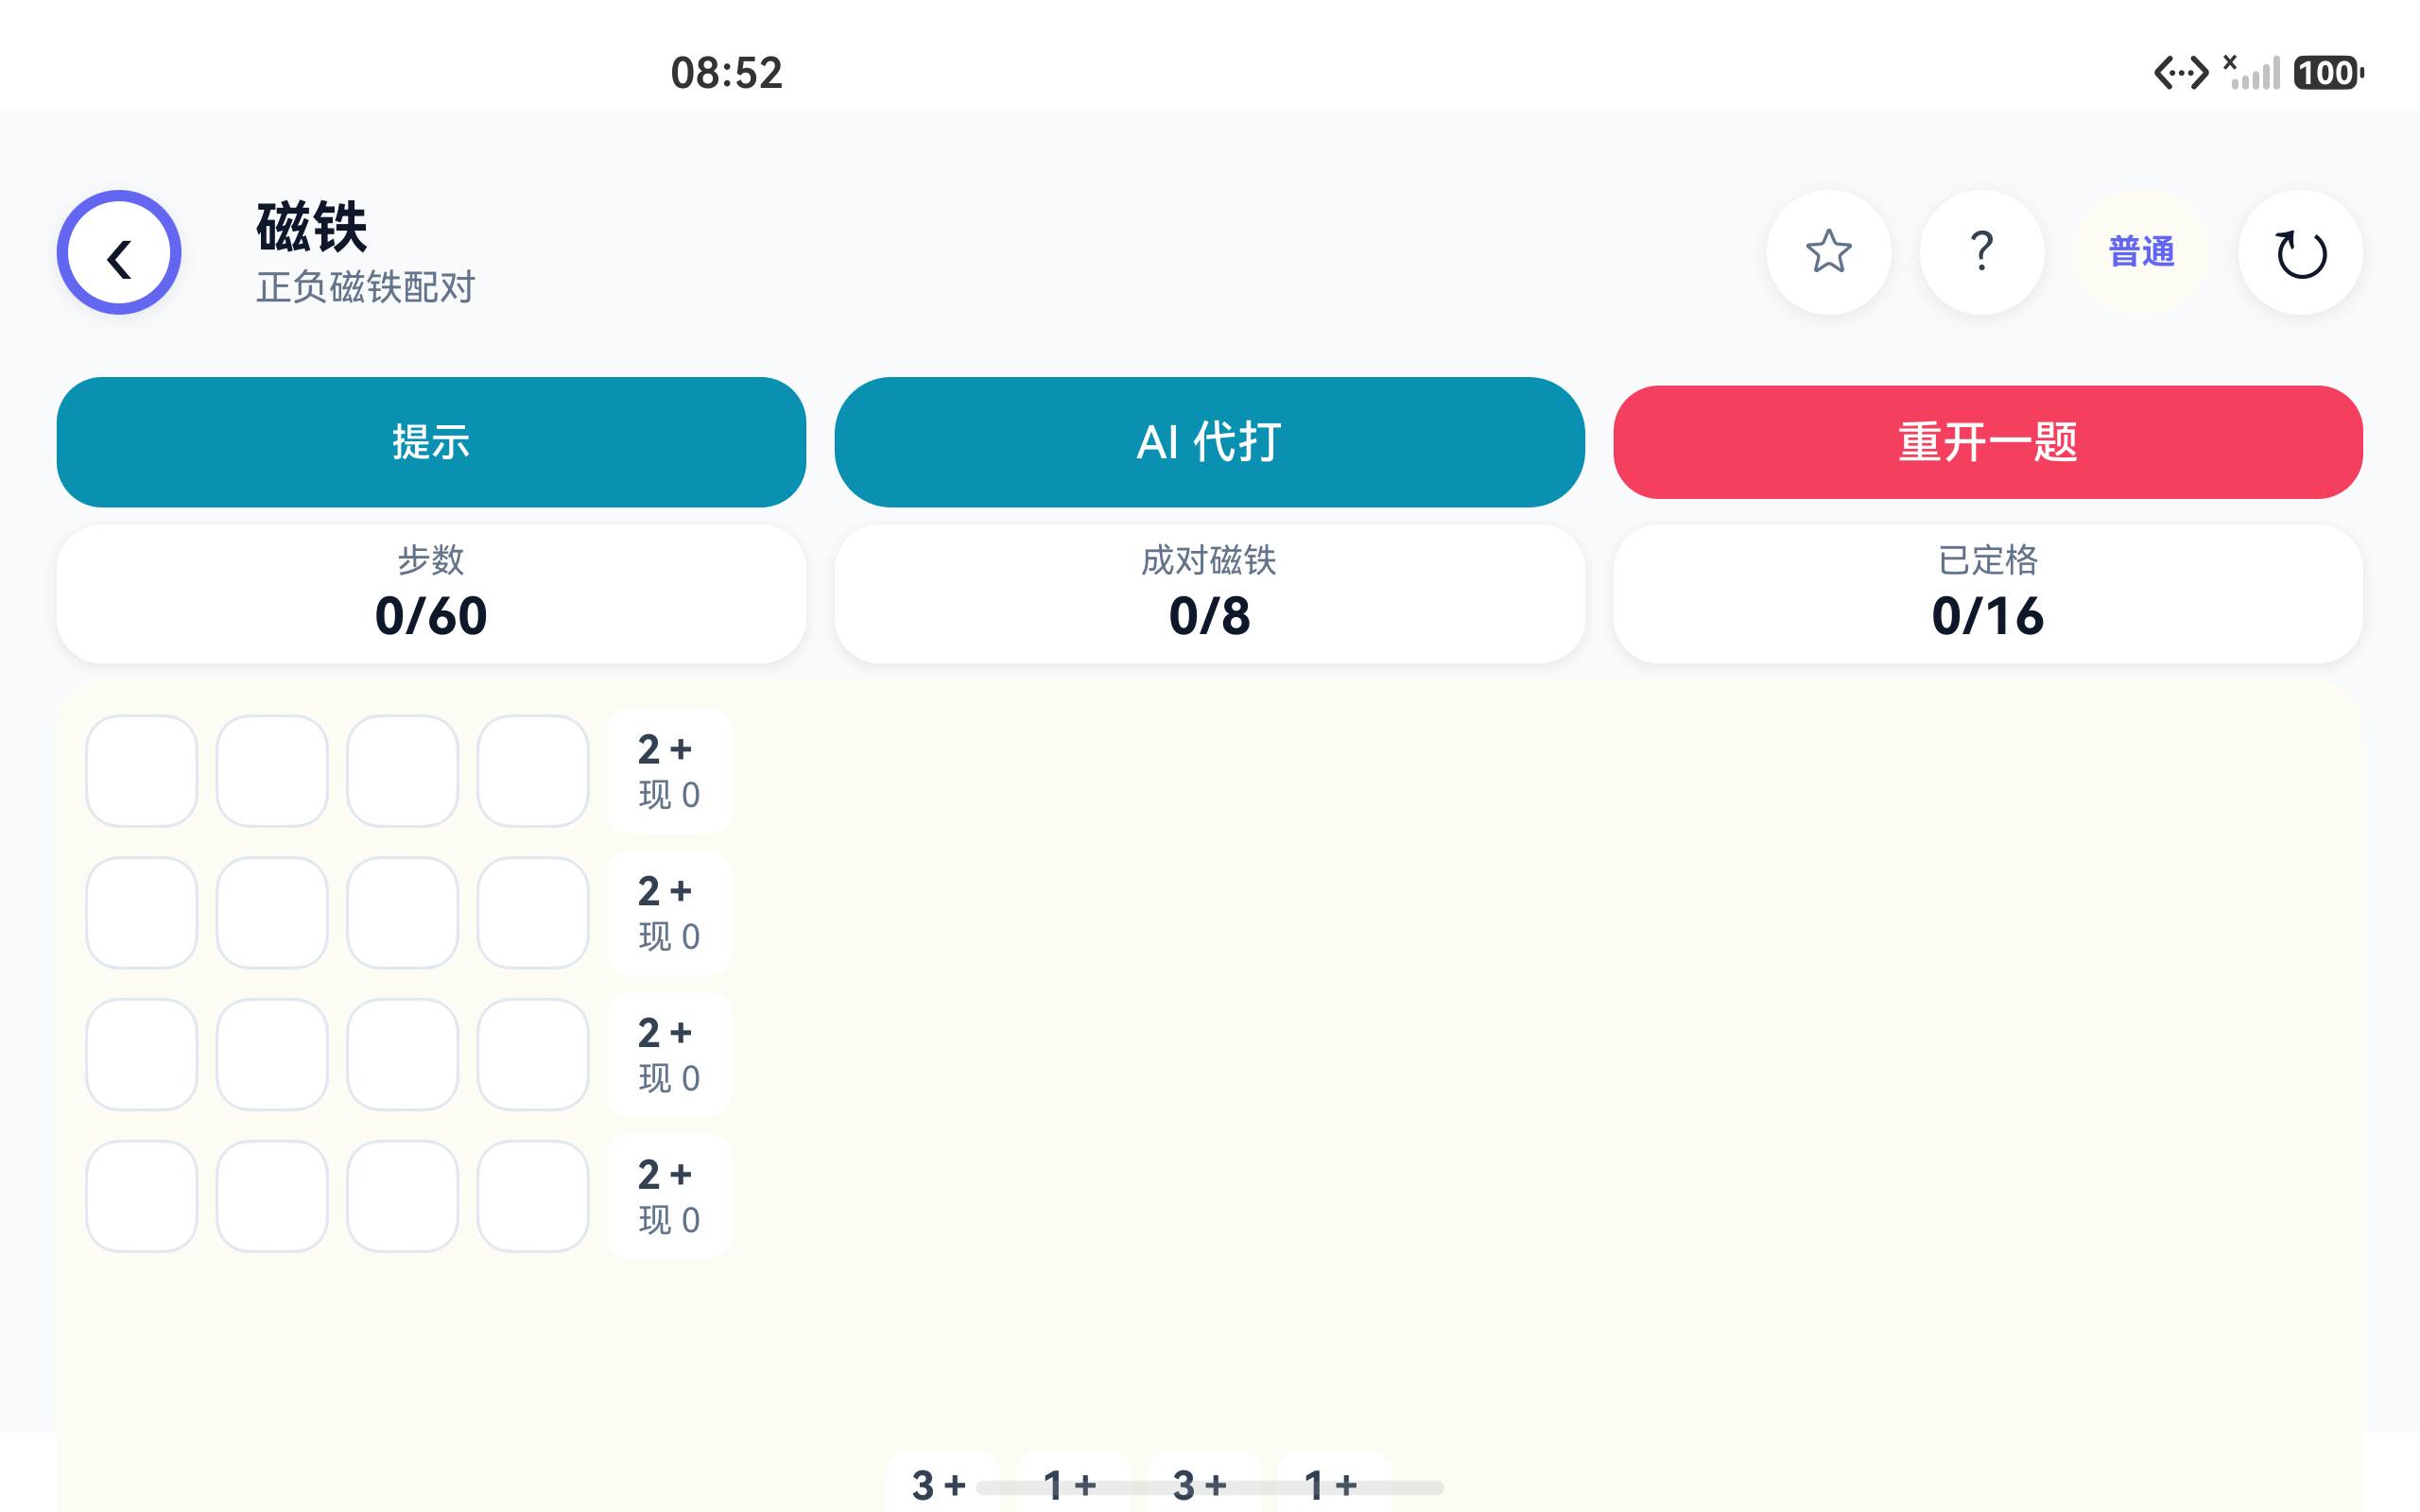 08:52
100
磁铁
正负磁铁配对
?
普通
提示
AI 代打
重开一题
步数
0/60
成对磁铁
0/8
已定格
0/16
2 +
现 0
2 +
现 0
2 +
现 0
2 +
现 0
3 + 1 + 3 + 1 +